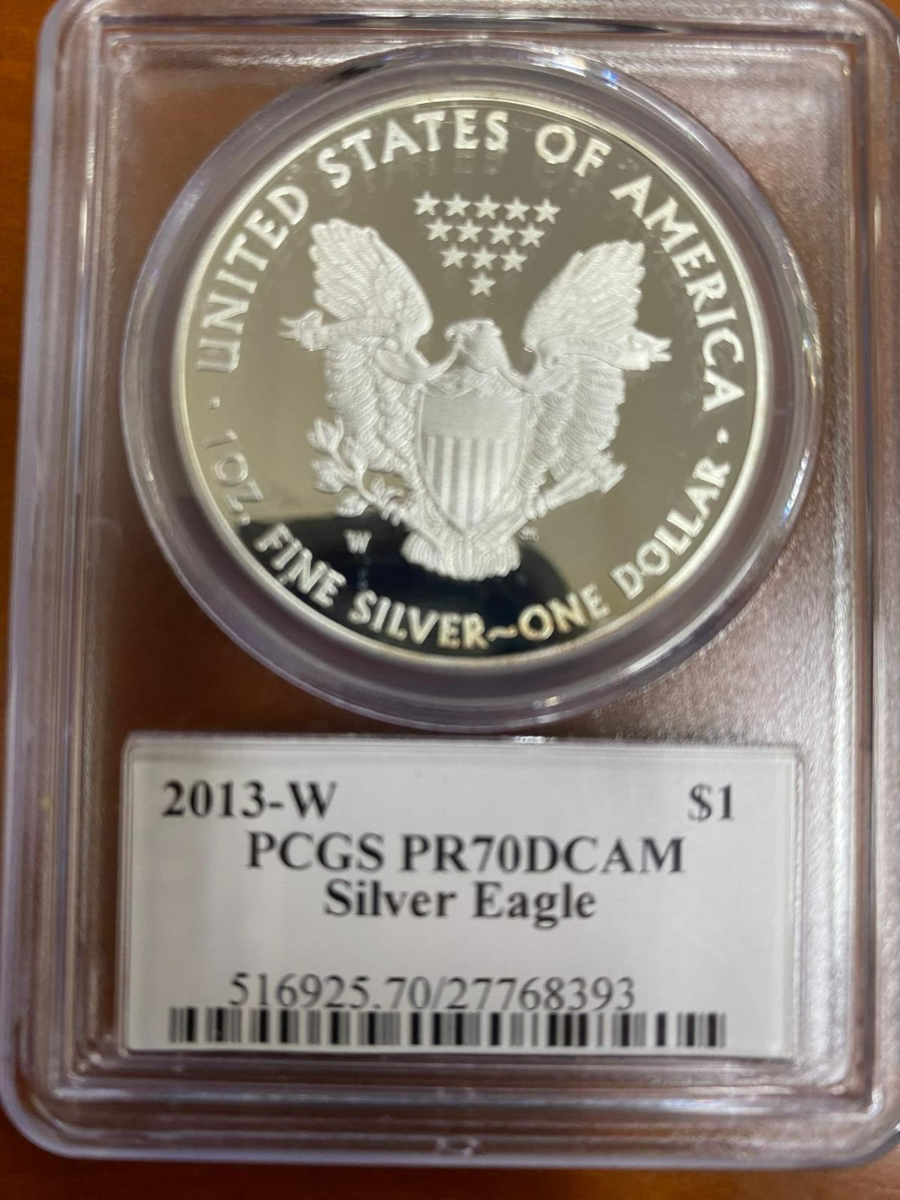 UNITED STATES OF AMERICA
1 OZ. FINE SILVER~ONE DOLLAR
W
2013-W $1
PCGS PR70DCAM
Silver Eagle
516925.70/27768393